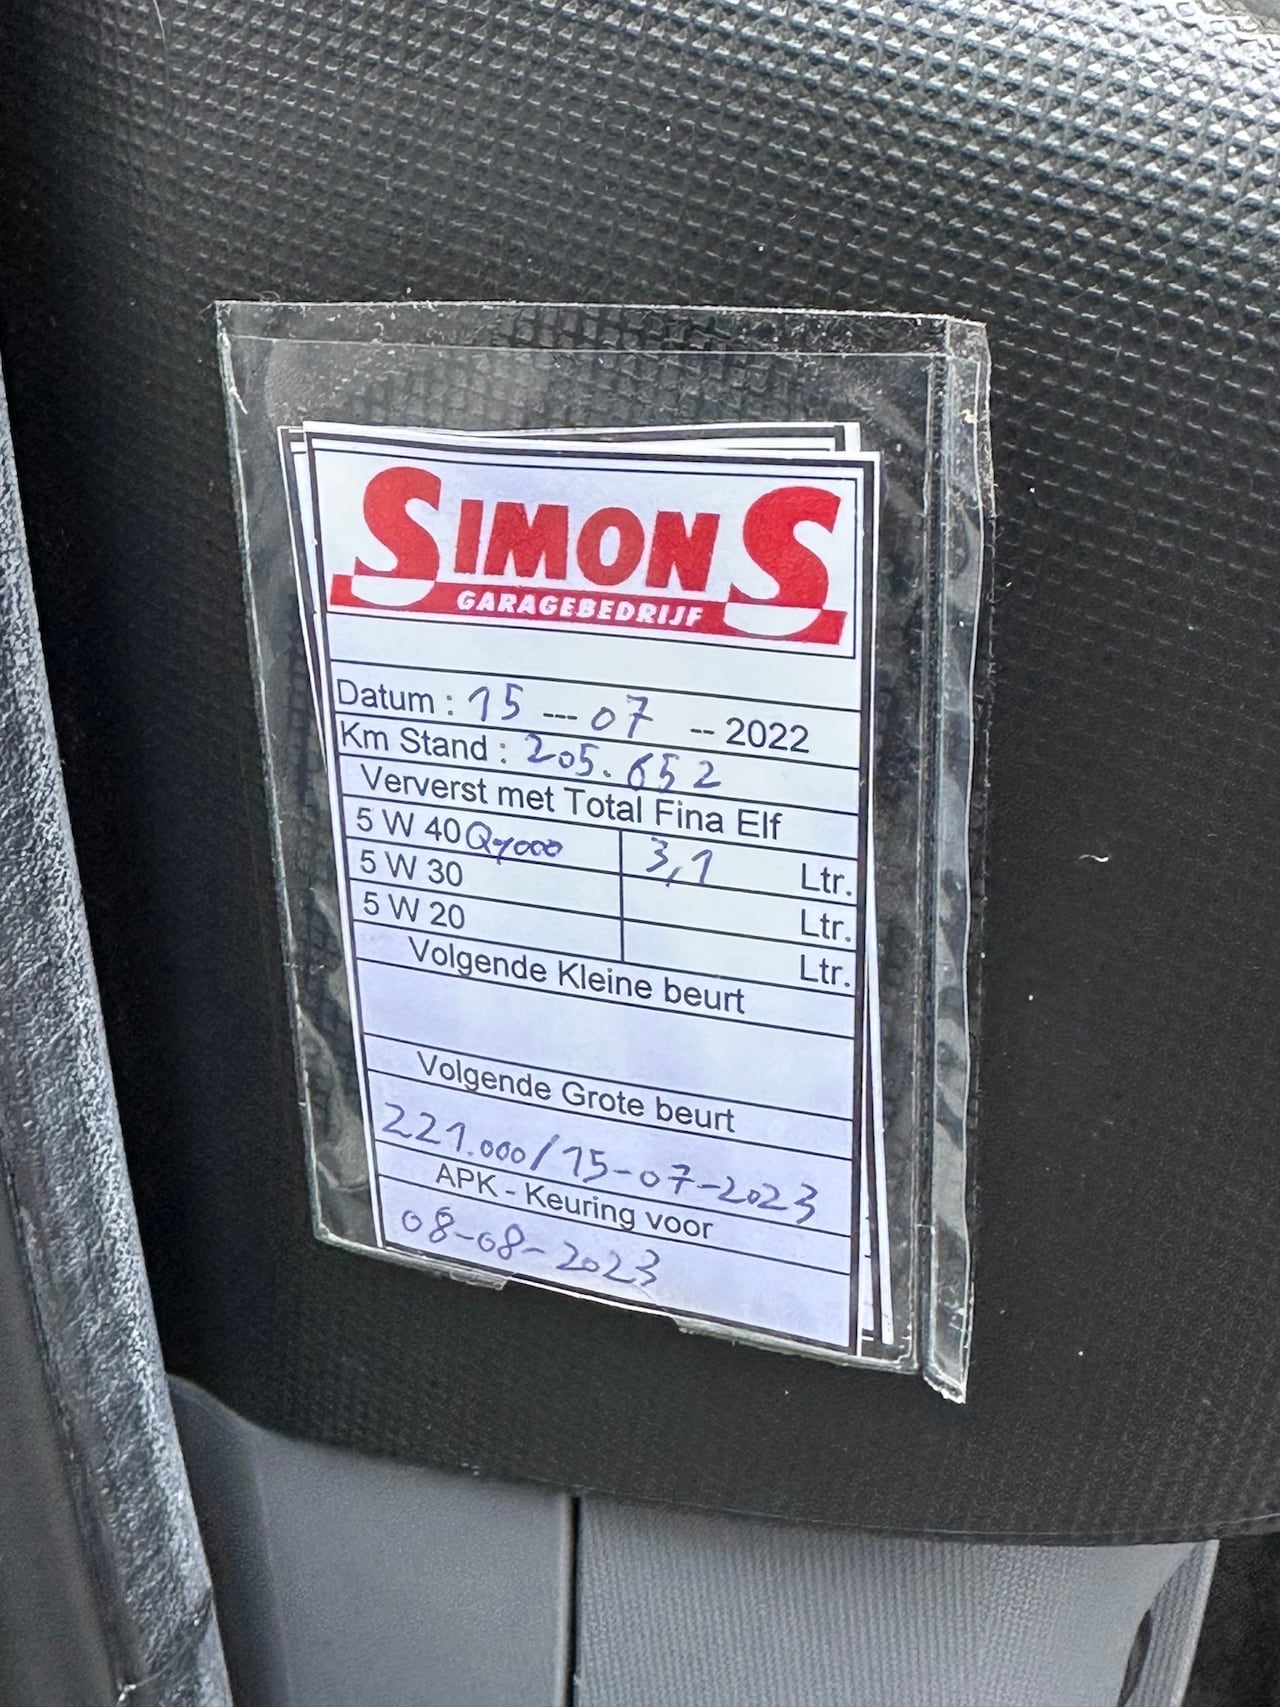 SIMONS
GARAGEBEDRIJF
Datum : 15 --- 07 -- 2022
Km Stand : 205.652
Ververst met Total Fina Elf
5 W 40 Q7000 3,1 Ltr.
5 W 30 Ltr.
5 W 20 Ltr.
Volgende Kleine beurt
Volgende Grote beurt
221.000/15-07-2023
APK - Keuring voor
08-08-2023